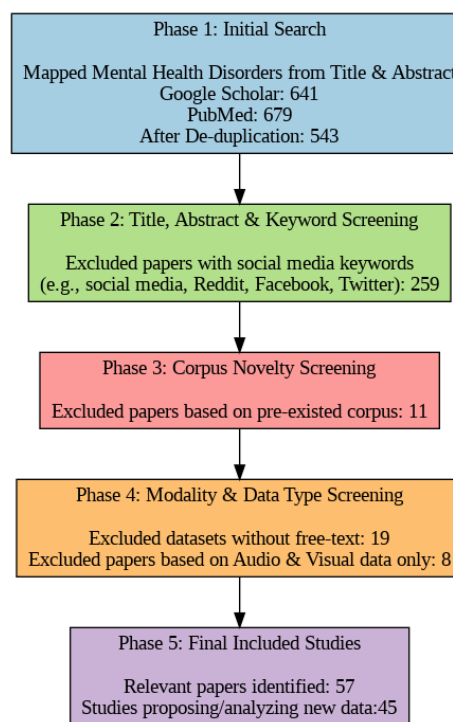 Phase 1: Initial Search
Mapped Mental Health Disorders from Title & Abstract
Google Scholar: 641
PubMed: 679
After De-duplication: 543
Phase 2: Title, Abstract & Keyword Screening
Excluded papers with social media keywords
(e.g., social media, Reddit, Facebook, Twitter): 259
Phase 3: Corpus Novelty Screening
Excluded papers based on pre-existed corpus: 11
Phase 4: Modality & Data Type Screening
Excluded datasets without free-text: 19
Excluded papers based on Audio & Visual data only: 8
Phase 5: Final Included Studies
Relevant papers identified: 57
Studies proposing/analyzing new data:45